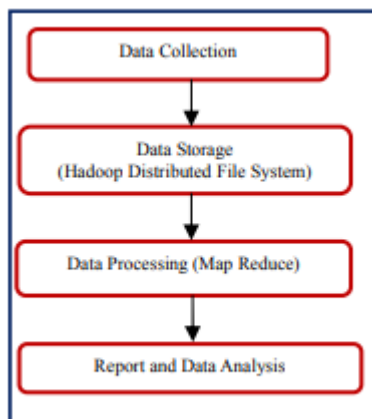 Data Collection
Data Storage
(Hadoop Distributed File System)
Data Processing (Map Reduce)
Report and Data Analysis